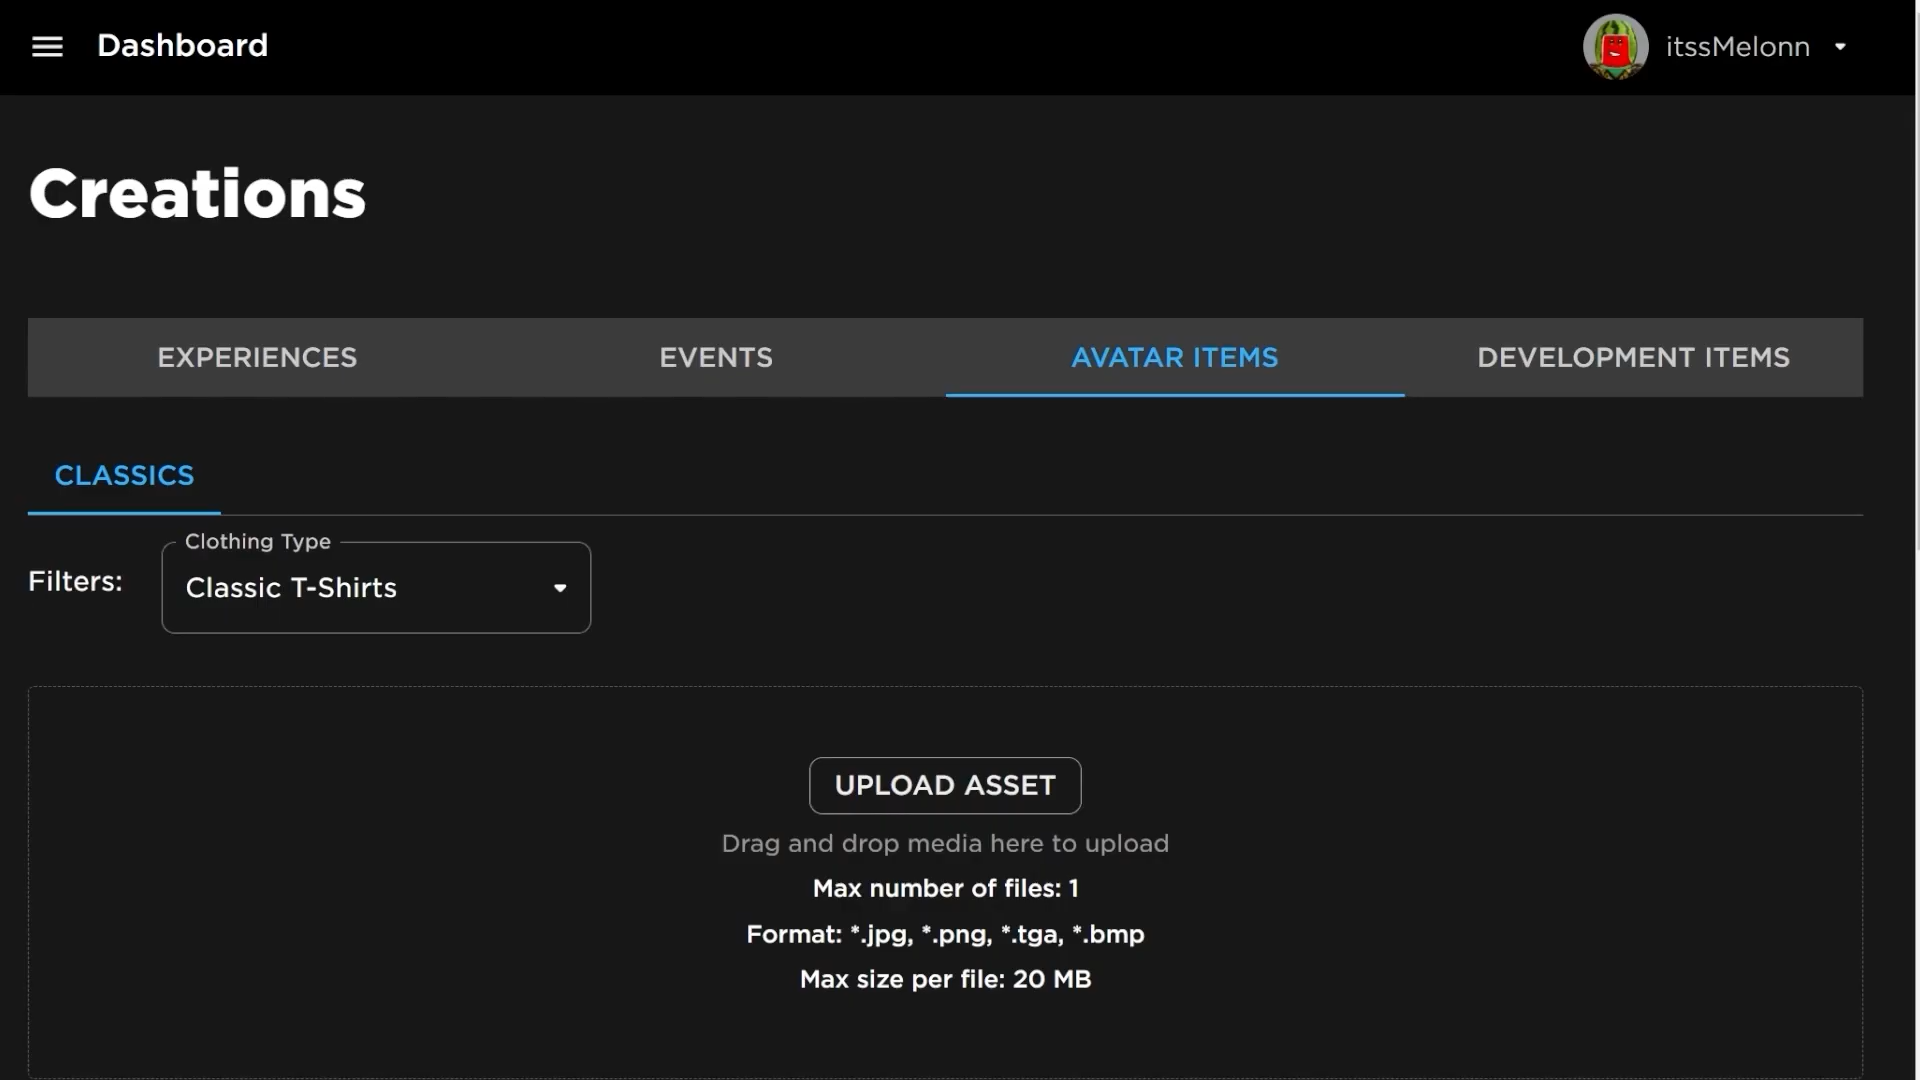 Dashboard
itssMelonn
Creations
EXPERIENCES
EVENTS
AVATAR ITEMS
DEVELOPMENT ITEMS
CLASSICS
Clothing Type
Filters:
Classic T-Shirts
UPLOAD ASSET
Drag and drop media here to upload
Max number of files: 1
Format: *.jpg, *.png, *.tga, *.bmp
Max size per file: 20 MB